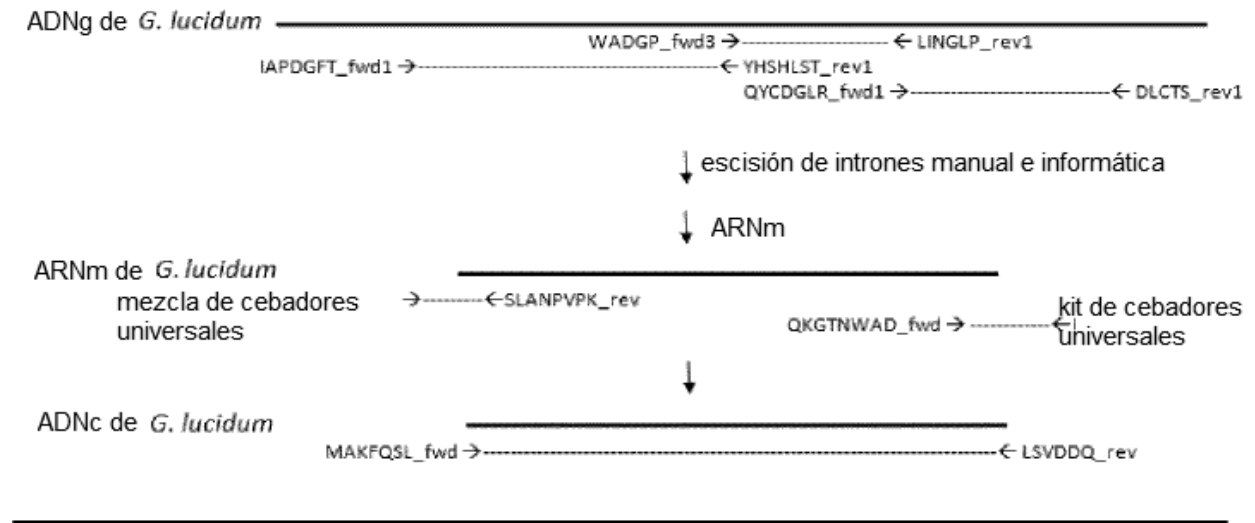 ADNg de G. lucidum
WADGP_fwd3 → ← LINGLP_rev1
IAPDGFT_fwd1 → ← YHSHLST_rev1
QYCDGLR_fwd1 → ← DLCTS_rev1
escisión de intrones manual e informática
ARNm
ARNm de G. lucidum
mezcla de cebadores
universales
→ ← SLANPVPK_rev
QKGTNWAD_fwd → ←
kit de cebadores
universales
ADNc de G. lucidum
MAKFQSL_fwd → ← LSVDDQ_rev